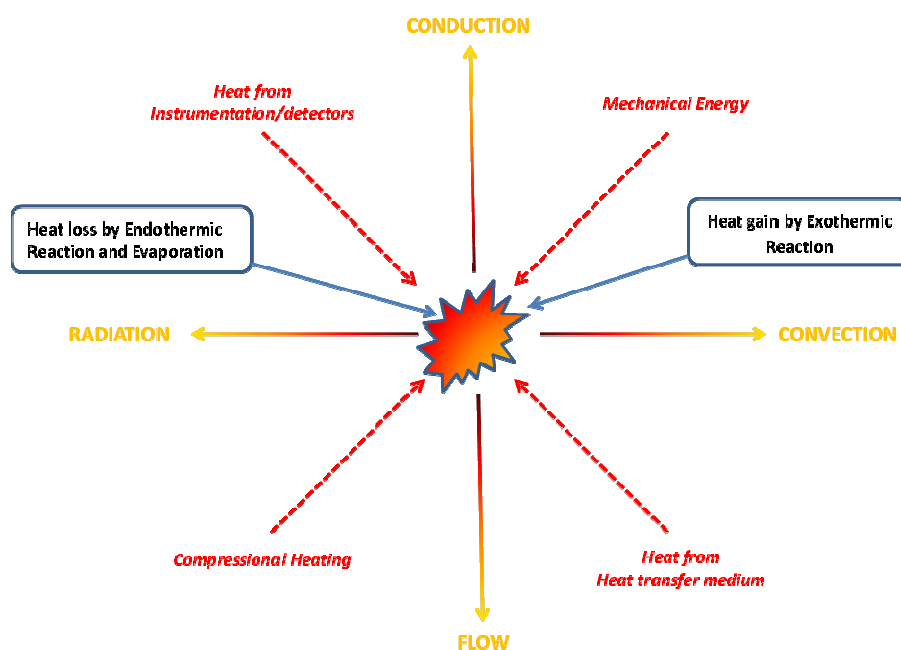 CONDUCTION
Heat from
Instrumentation/detectors
Mechanical Energy
Heat loss by Endothermic
Reaction and Evaporation
Heat gain by Exothermic
Reaction
RADIATION
CONVECTION
Compressional Heating
Heat from
Heat transfer medium
FLOW